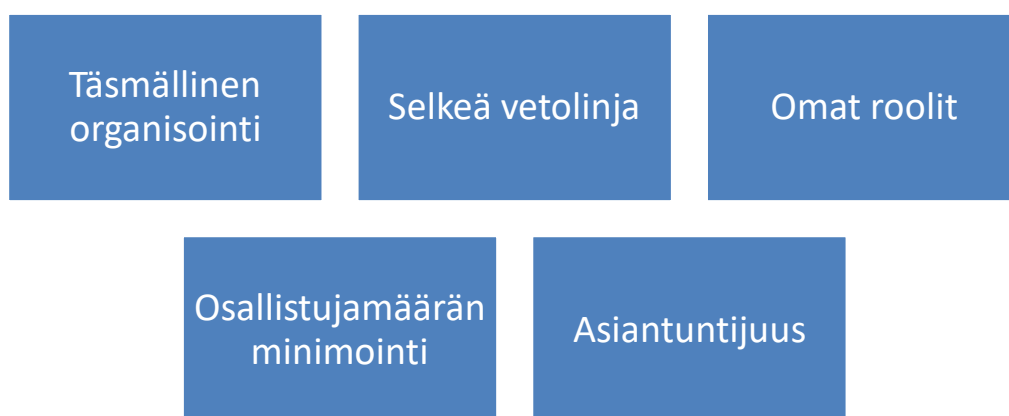 Täsmällinen
organisointi
Selkeä vetolinja
Omat roolit
Osallistujamäärän
minimointi
Asiantuntijuus